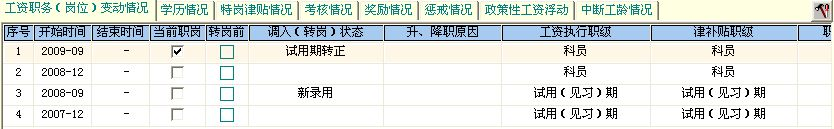 工资职务（岗位）变动情况 学历情况 特岗津贴情况 考核情况 奖励情况 惩戒情况 政策性工资浮动 中断工龄情况
序号 开始时间 结束时间 当前职岗 转岗前 调入（转岗）状态 升、降职原因 工资执行职级 津补贴职级
1 2009-09 - 试用期转正 科员 科员
2 2008-12 - 科员 科员
3 2008-09 - 新录用 试用（见习）期 试用（见习）期
4 2007-12 - 试用（见习）期 试用（见习）期